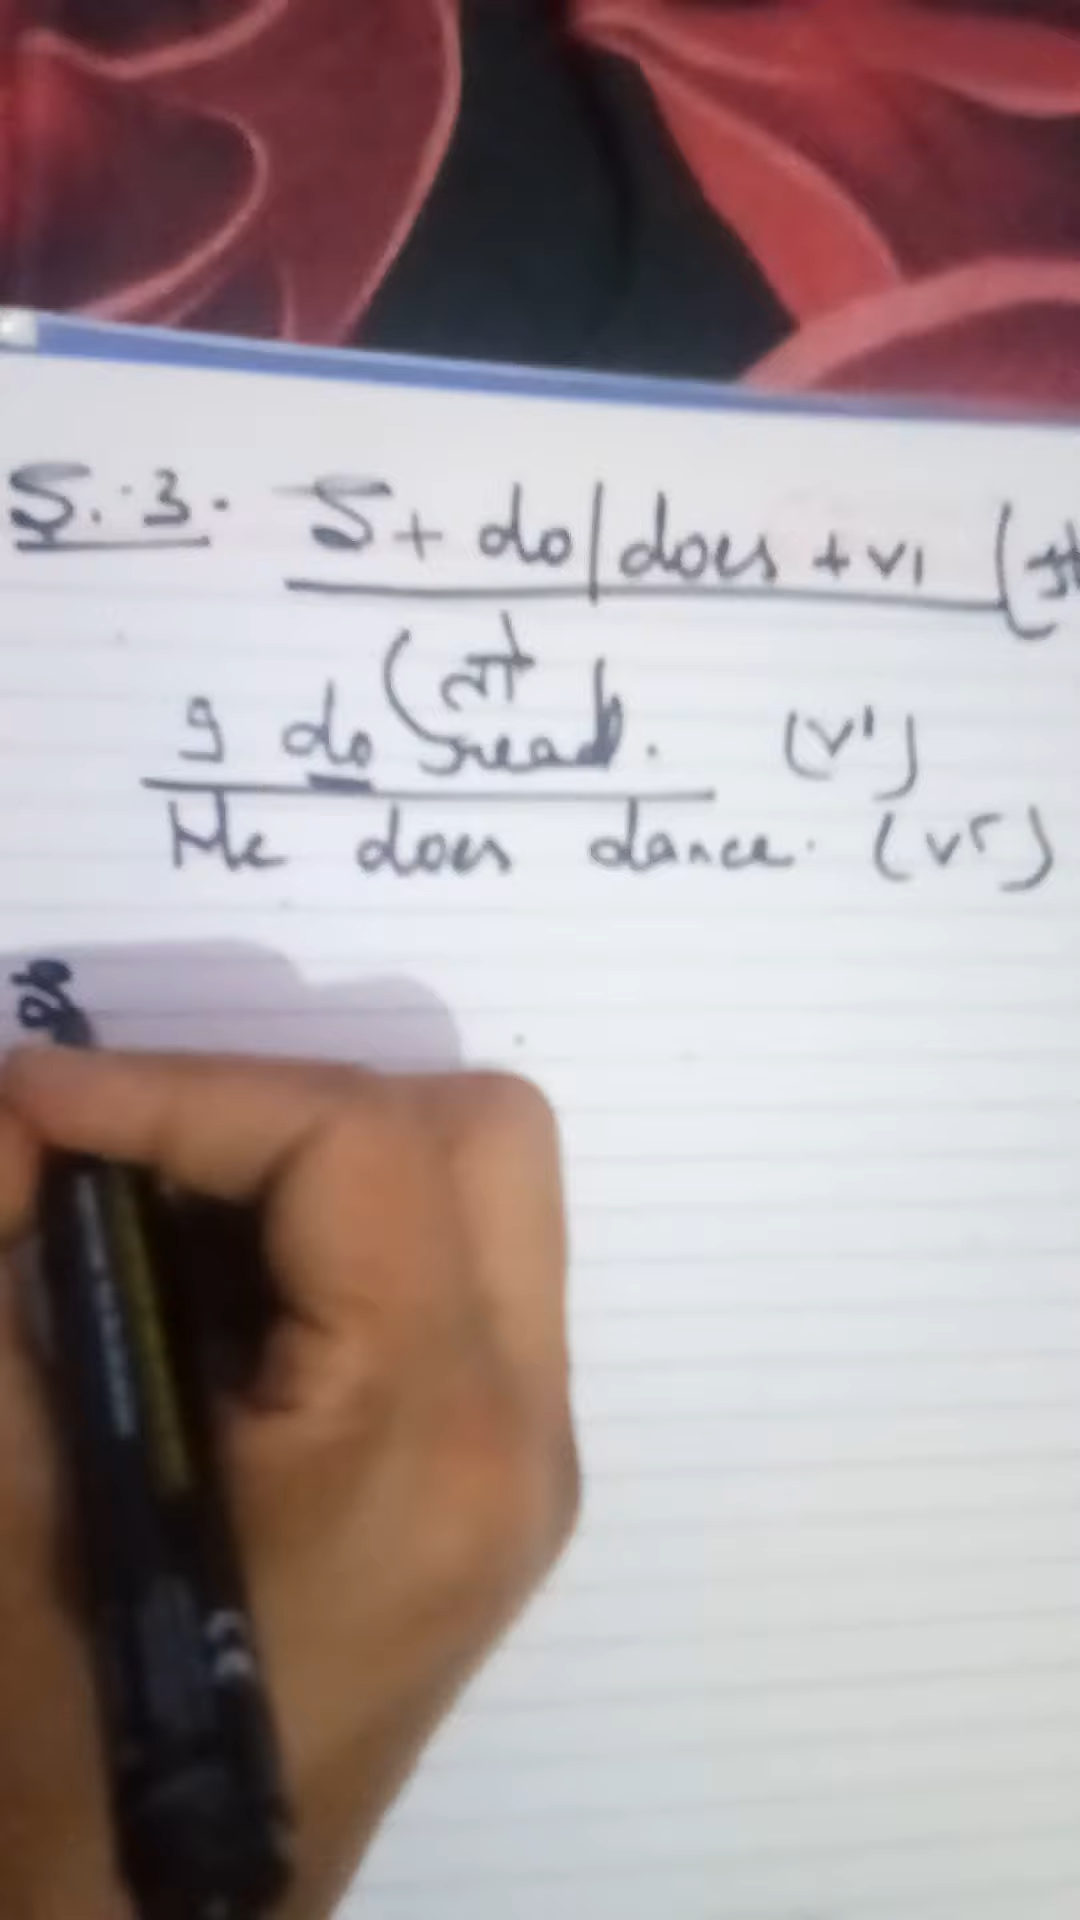 S. 3. S + do/does + v1
(तो
I do read. (v¹)
He does dance. (v⁵)